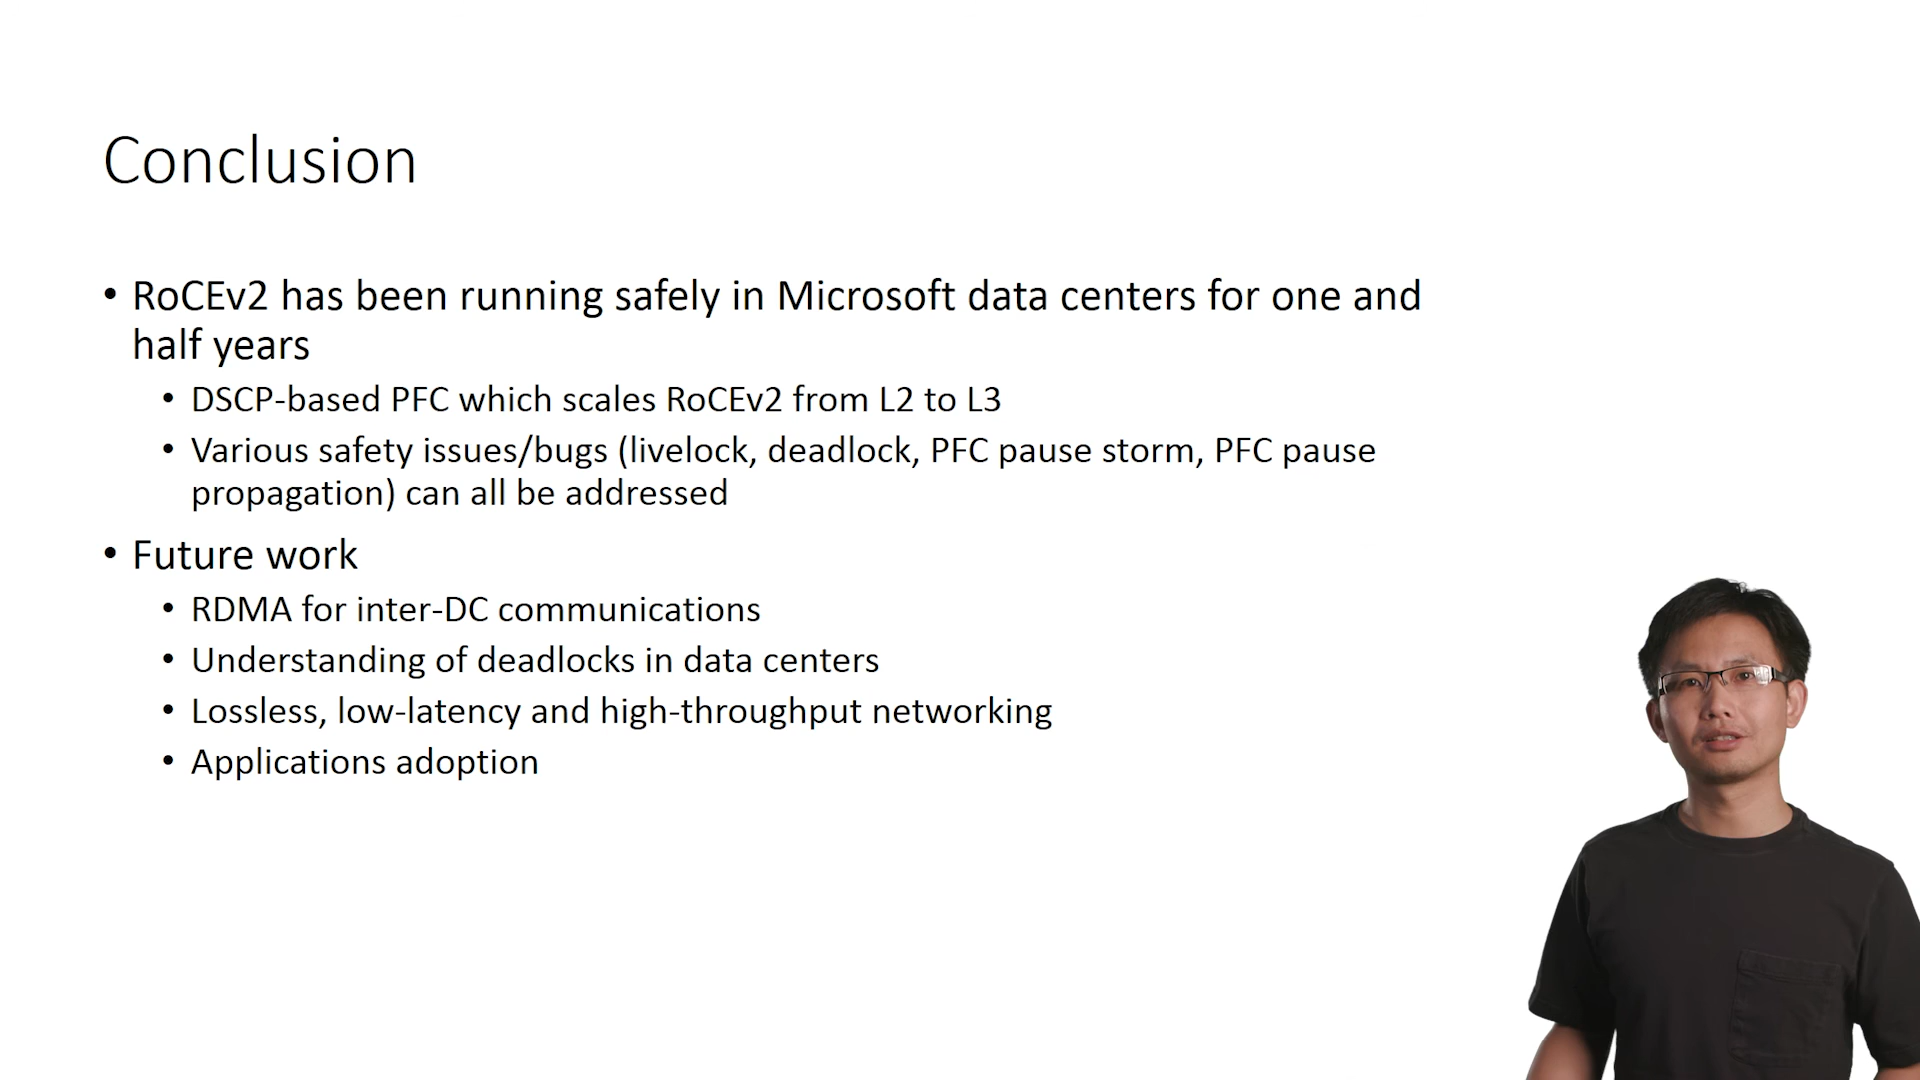 Conclusion
• RoCEv2 has been running safely in Microsoft data centers for one and
half years
• DSCP-based PFC which scales RoCEv2 from L2 to L3
• Various safety issues/bugs (livelock, deadlock, PFC pause storm, PFC pause
propagation) can all be addressed
• Future work
• RDMA for inter-DC communications
• Understanding of deadlocks in data centers
• Lossless, low-latency and high-throughput networking
• Applications adoption